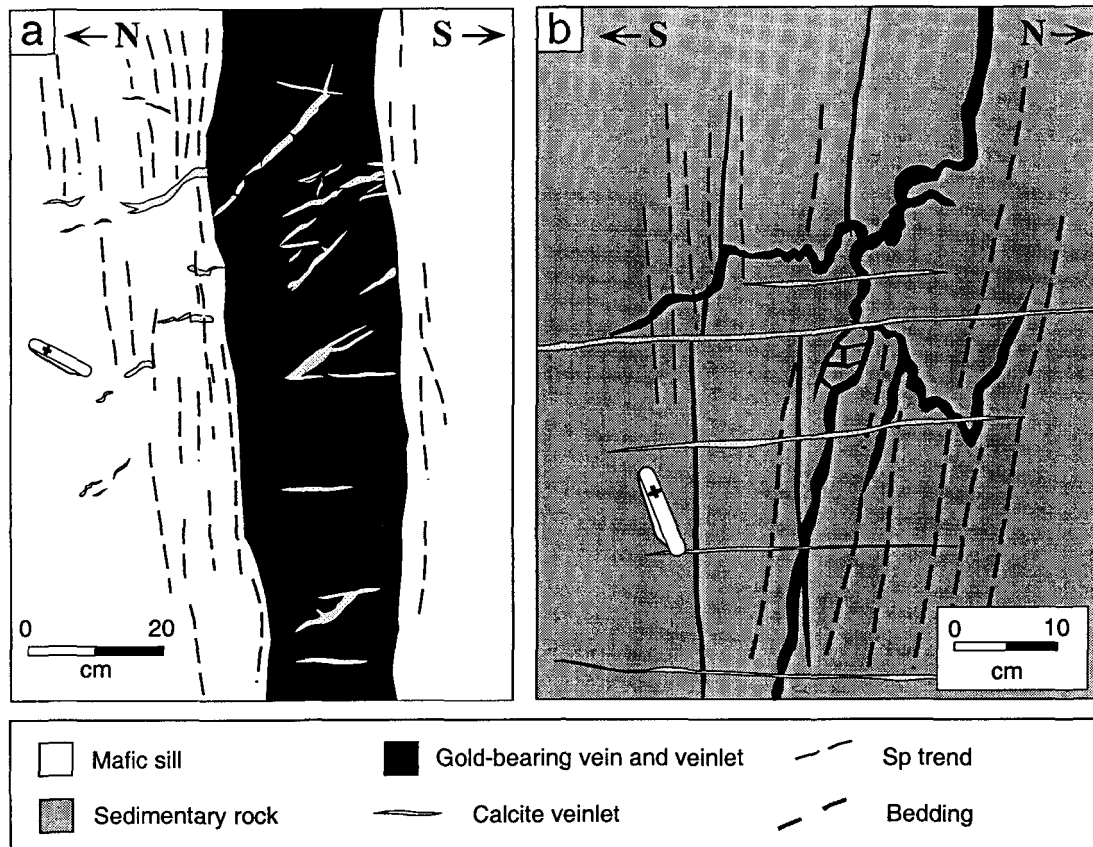 a
N
S
0 20
cm
b
S
N
0 10
cm
Mafic sill
Gold-bearing vein and veinlet
Sp trend
Sedimentary rock
Calcite veinlet
Bedding